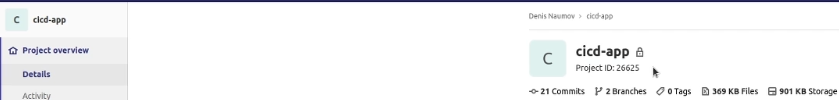 C cicd-app
Project overview
Details
Activity
Denis Naumov > cicd-app
C cicd-app
Project ID: 26625
21 Commits 2 Branches 0 Tags 369 KB Files 901 KB Storage